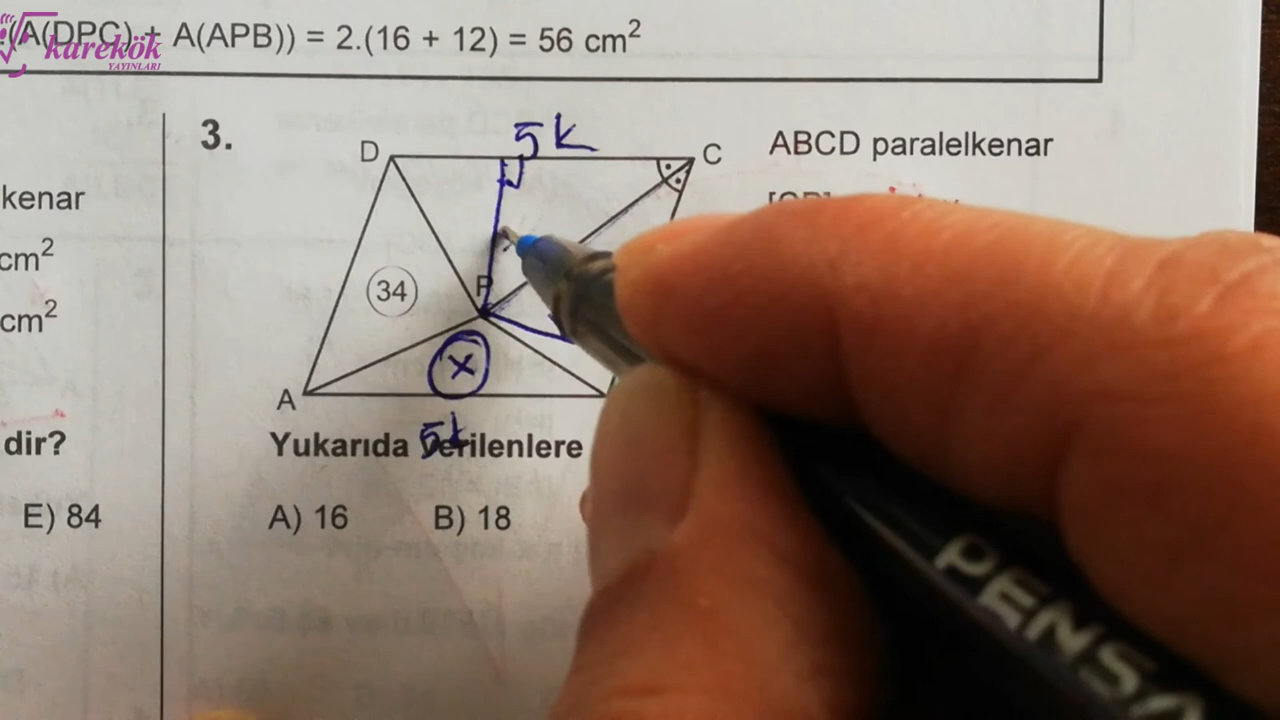 (A(DPC) + A(APB)) = 2.(16 + 12) = 56 cm²
karekök
YAYINLARI
kenar
cm²
cm²
dir?
E) 84
3.
5k
D
C
34
P
x
A
5k
ABCD paralelkenar
Yukarıda verilenlere
A) 16 B) 18
PENSA